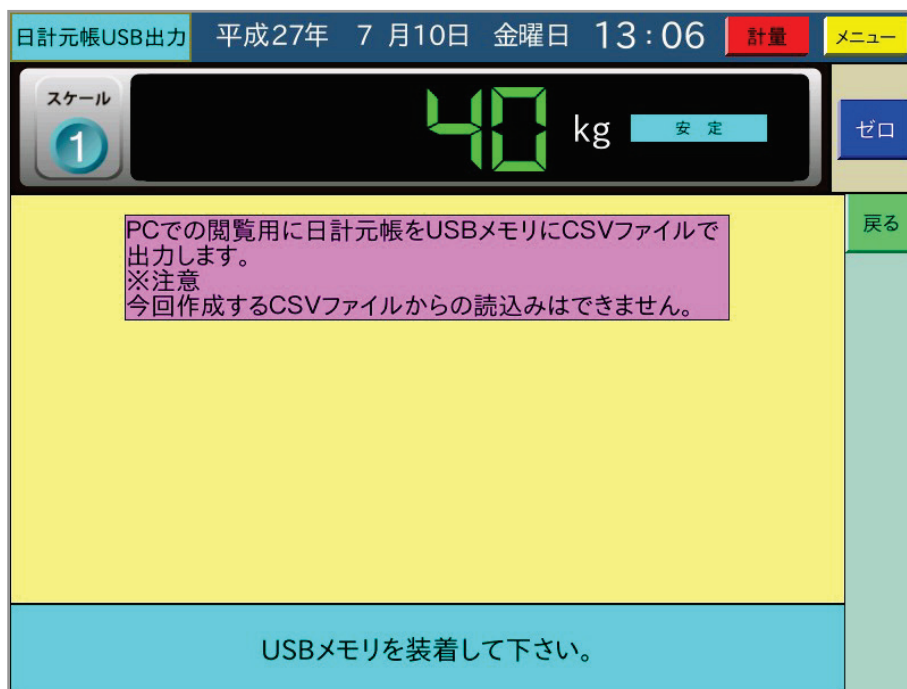 日計元帳USB出力 平成27年 7月10日 金曜日 13:06 計量 メニュー
スケール
1
40 kg 安定
ゼロ
戻る
PCでの閲覧用に日計元帳をUSBメモリにCSVファイルで
出力します。
※注意
今回作成するCSVファイルからの読込みはできません。
USBメモリを装着して下さい。